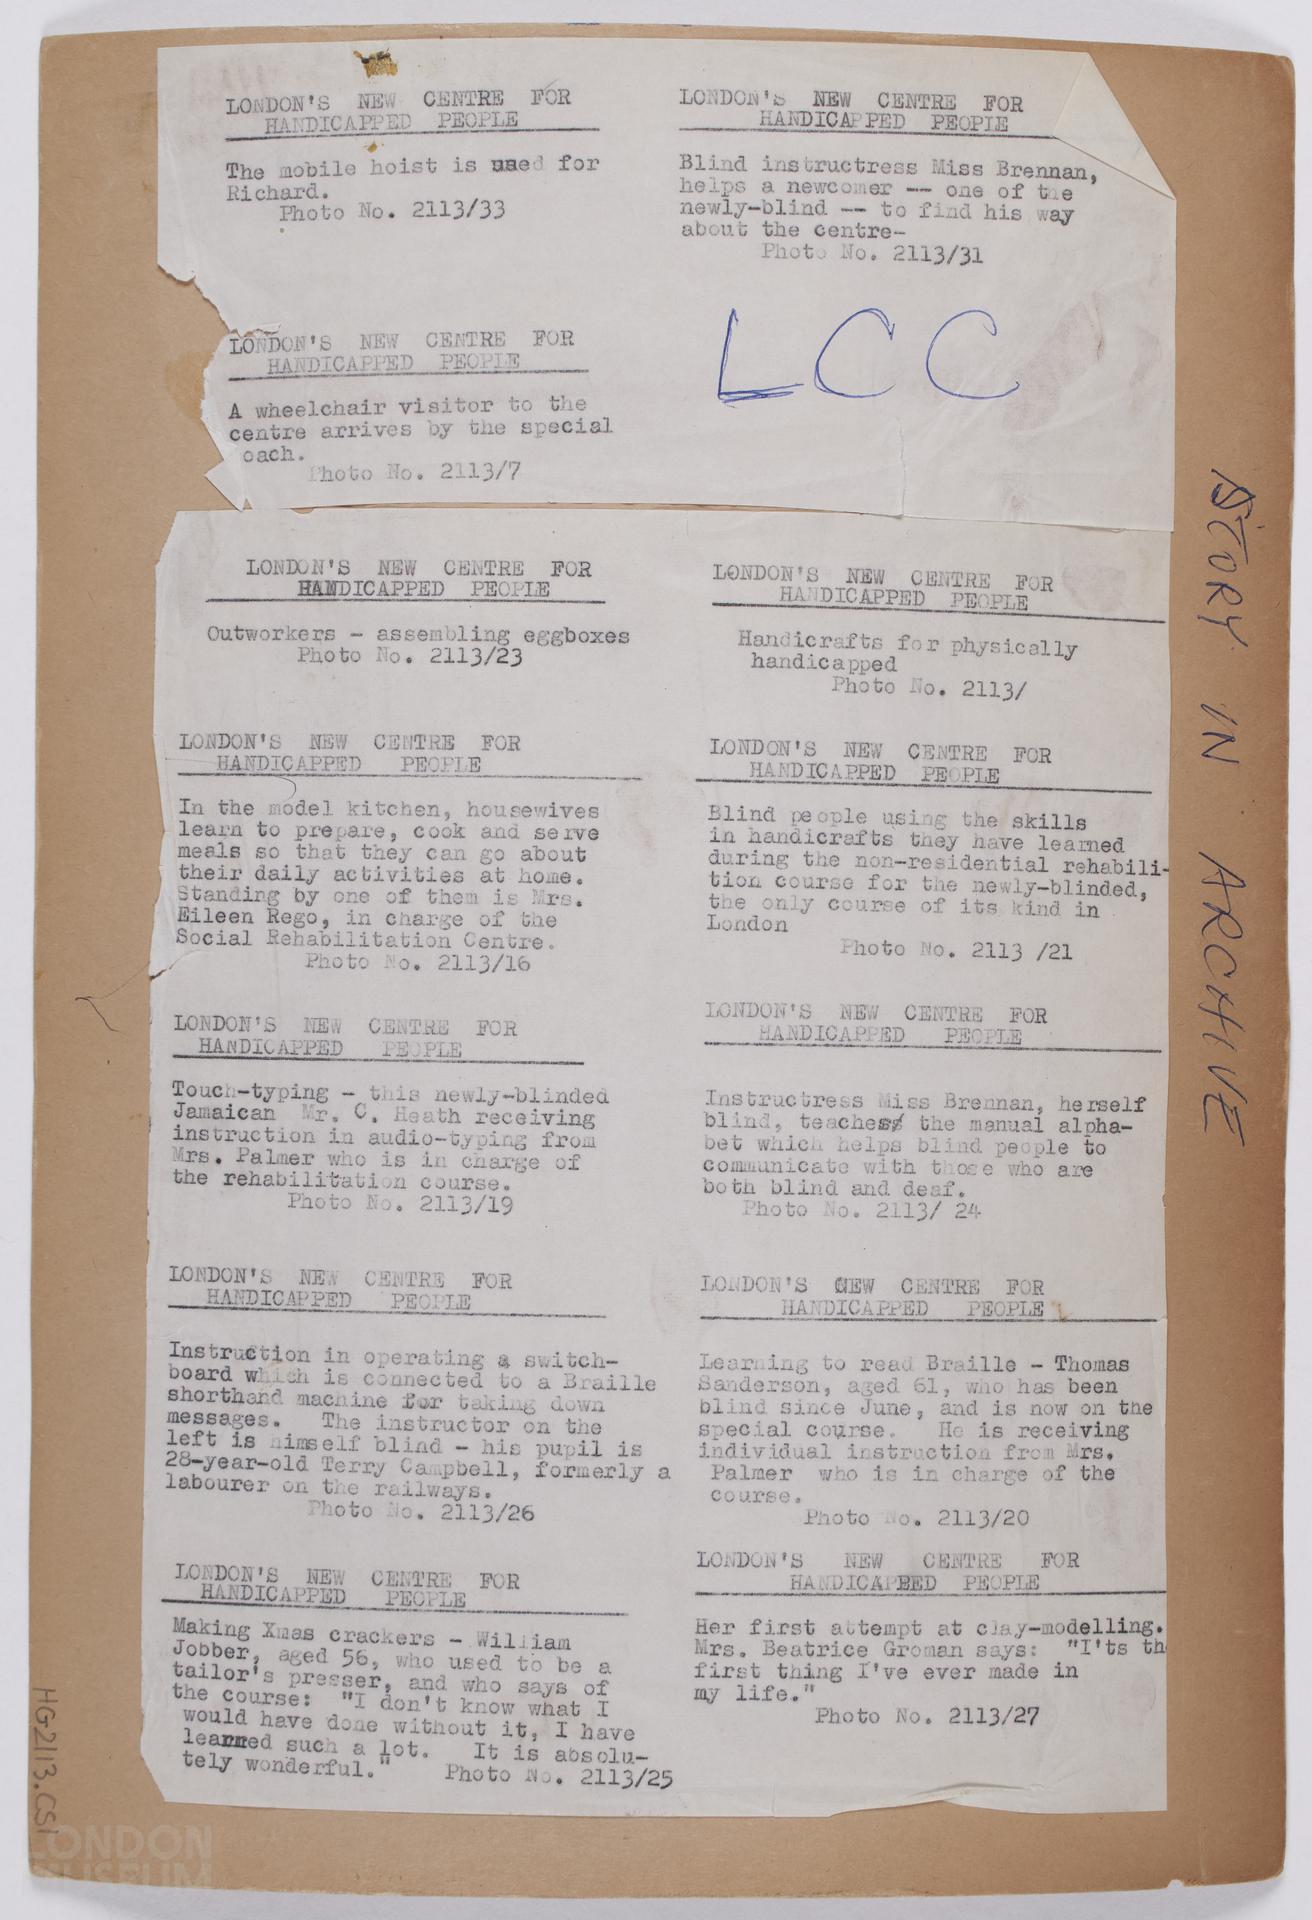 LONDON'S NEW CENTRE FOR
HANDICAPPED PEOPLE
The mobile hoist is used for
Richard.
Photo No. 2113/33
LONDON'S NEW CENTRE FOR
HANDICAPPED PEOPLE
Blind instructress Miss Brennan,
helps a newcomer -- one of the
newly-blind -- to find his way
about the centre-
Photo No. 2113/31
LONDON'S NEW CENTRE FOR
HANDICAPPED PEOPLE
A wheelchair visitor to the
centre arrives by the special
oach.
Photo No. 2113/7
LCC
LONDON'S NEW CENTRE FOR
HANDICAPPED PEOPLE
Outworkers - assembling eggboxes
Photo No. 2113/23
LONDON'S NEW CENTRE FOR
HANDICAPPED PEOPLE
Handicrafts for physically
handicapped
Photo No. 2113/
LONDON'S NEW CENTRE FOR
HANDICAPPED PEOPLE
In the model kitchen, housewives
learn to prepare, cook and serve
meals so that they can go about
their daily activities at home.
Standing by one of them is Mrs.
Eileen Rego, in charge of the
Social Rehabilitation Centre.
Photo No. 2113/16
LONDON'S NEW CENTRE FOR
HANDICAPPED PEOPLE
Blind people using the skills
in handicrafts they have learned
during the non-residential rehabili-
tion course for the newly-blinded,
the only course of its kind in
London
Photo No. 2113 /21
LONDON'S NEW CENTRE FOR
HANDICAPPED PEOPLE
Touch-typing - this newly-blinded
Jamaican Mr. C. Heath receiving
instruction in audio-typing from
Mrs. Palmer who is in charge of
the rehabilitation course.
Photo No. 2113/19
LONDON'S NEW CENTRE FOR
HANDICAPPED PEOPLE
Instructress Miss Brennan, herself
blind, teaches the manual alpha-
bet which helps blind people to
communicate with those who are
both blind and deaf.
Photo No. 2113/ 24
LONDON'S NEW CENTRE FOR
HANDICAPPED PEOPLE
Instruction in operating a switch-
board which is connected to a Braille
shorthand machine for taking down
messages. The instructor on the
left is himself blind - his pupil is
28-year-old Terry Campbell, formerly a
labourer on the railways.
Photo No. 2113/26
LONDON'S NEW CENTRE FOR
HANDICAPPED PEOPLE
Learning to read Braille - Thomas
Sanderson, aged 61, who has been
blind since June, and is now on the
special course. He is receiving
individual instruction from Mrs.
Palmer who is in charge of the
course.
Photo No. 2113/20
LONDON'S NEW CENTRE FOR
HANDICAPPED PEOPLE
Making Xmas crackers - William
Jobber, aged 56, who used to be a
tailor's presser, and who says of
the course: "I don't know what I
would have done without it, I have
learned such a lot. It is absolu-
tely wonderful."
Photo No. 2113/25
LONDON'S NEW CENTRE FOR
HANDICAPEED PEOPLE
Her first attempt at clay-modelling.
Mrs. Beatrice Groman says: "I'ts th
first thing I've ever made in
my life."
Photo No. 2113/27
STORY IN ARCHIVE
HG2113.CS1
LONDON
MUSEUM